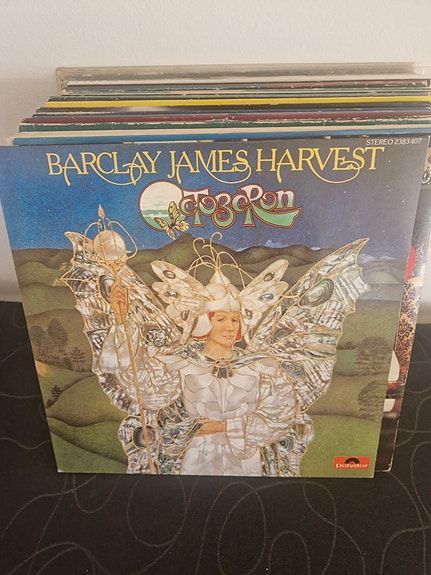 STEREO 2383 407
BARCLAY JAMES HARVEST
OCTOBERON
Polydor